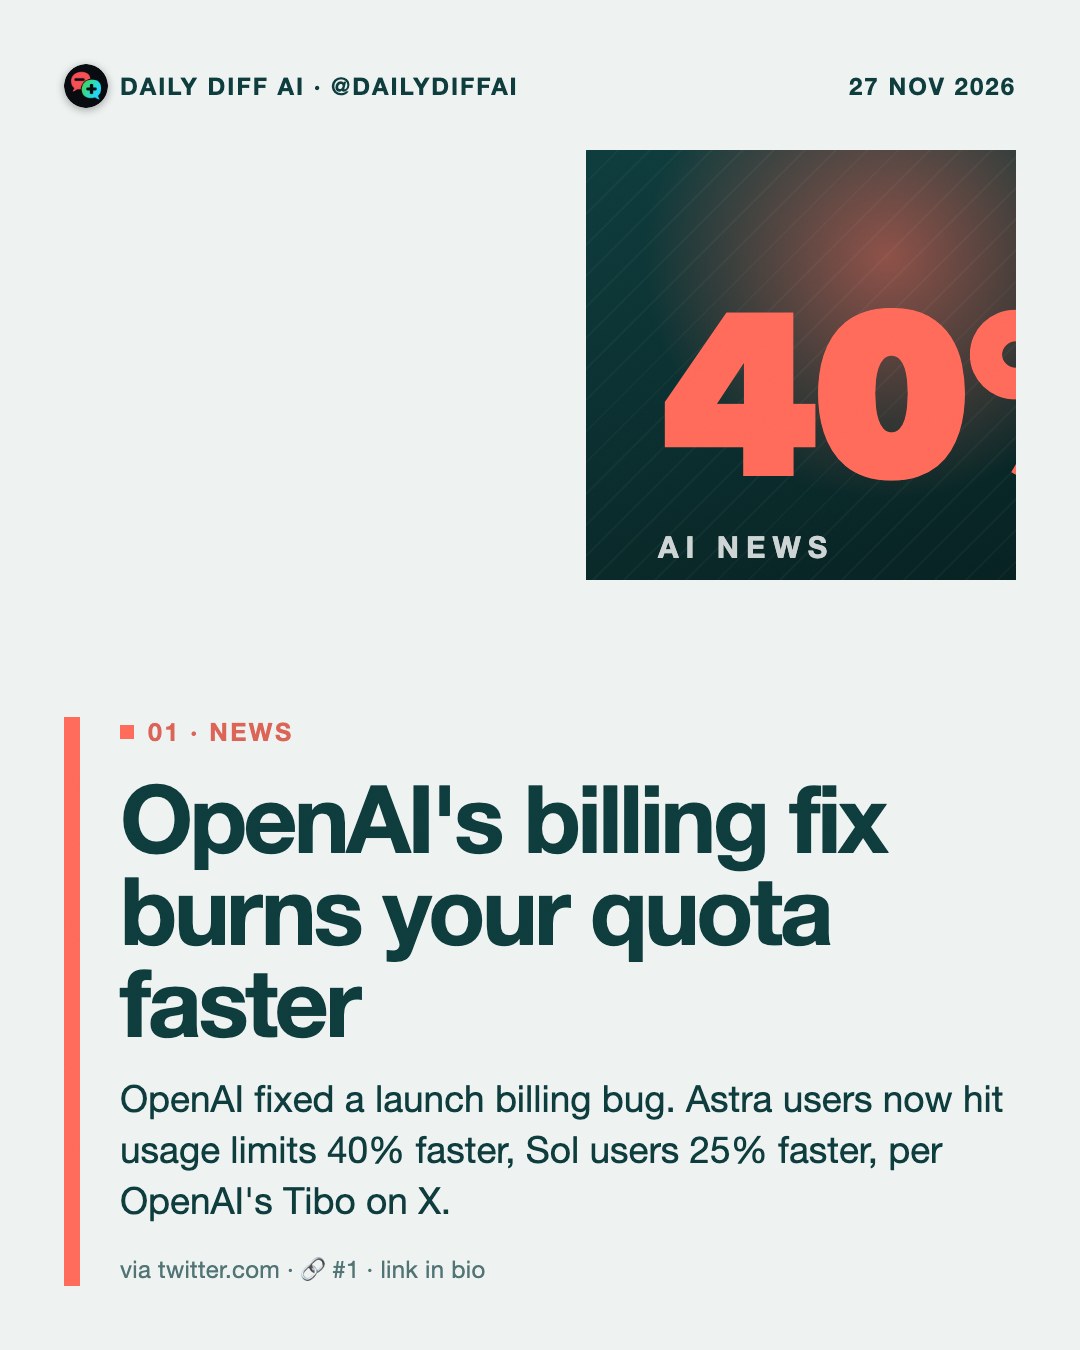 DAILY DIFF AI · @DAILYDIFFAI
27 NOV 2026
40%
AI NEWS
01 · NEWS
OpenAI's billing fix
burns your quota
faster
OpenAI fixed a launch billing bug. Astra users now hit
usage limits 40% faster, Sol users 25% faster, per
OpenAI's Tibo on X.
via twitter.com · 🔗 #1 · link in bio